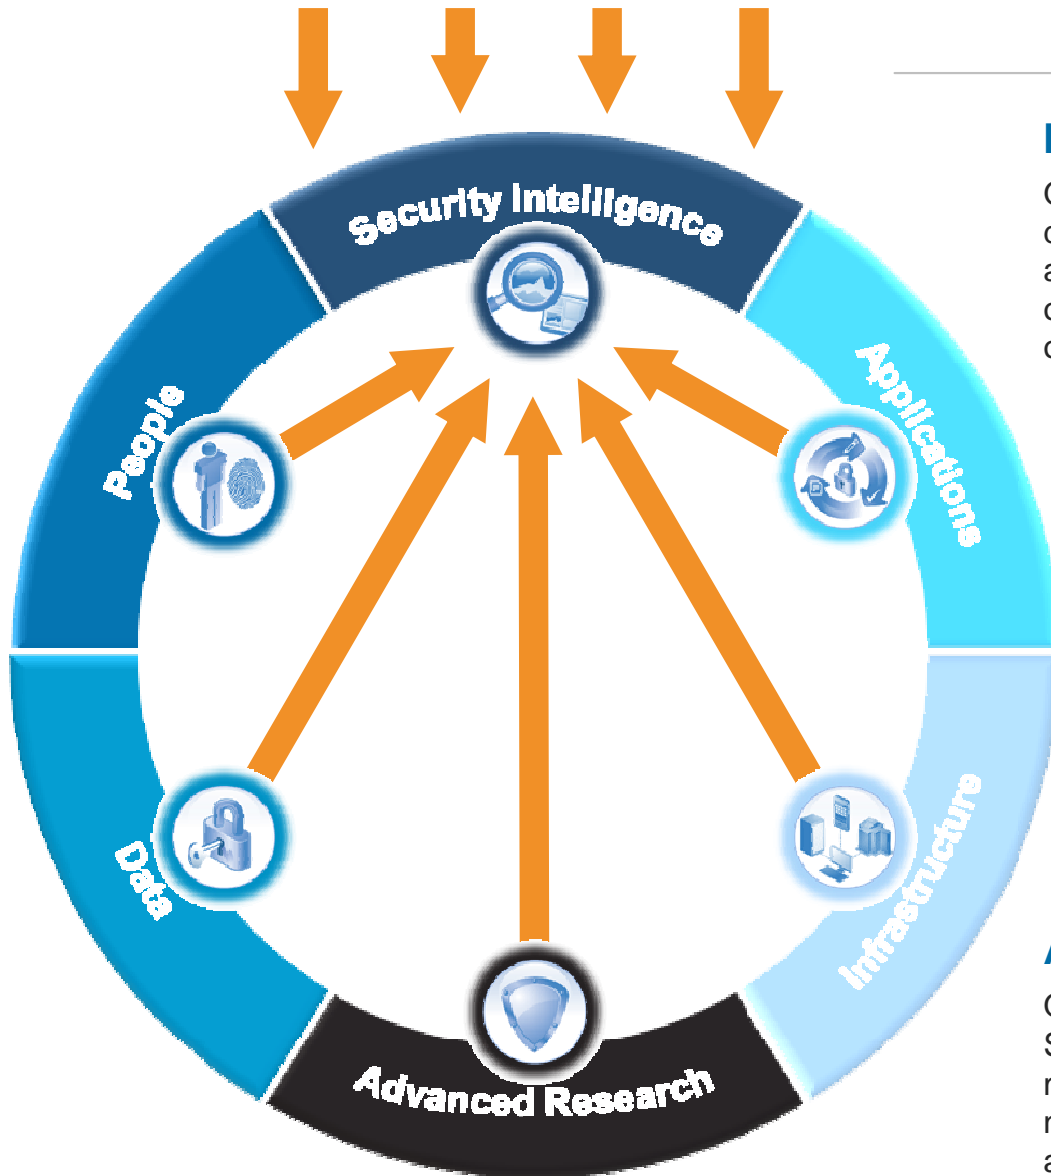 Security Intelligence
People
Applications
Data
Infrastructure
Advanced Research